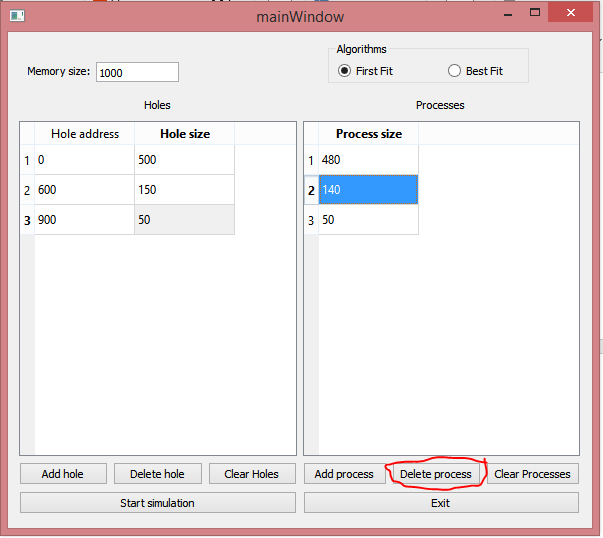 mainWindow
Algorithms
Memory size: 1000
First Fit Best Fit
Holes Processes
Hole address Hole size Process size
1 0 500 1 480
2 600 150 2 140
3 900 50 3 50
Add hole Delete hole Clear Holes Add process Delete process Clear Processes
Start simulation Exit